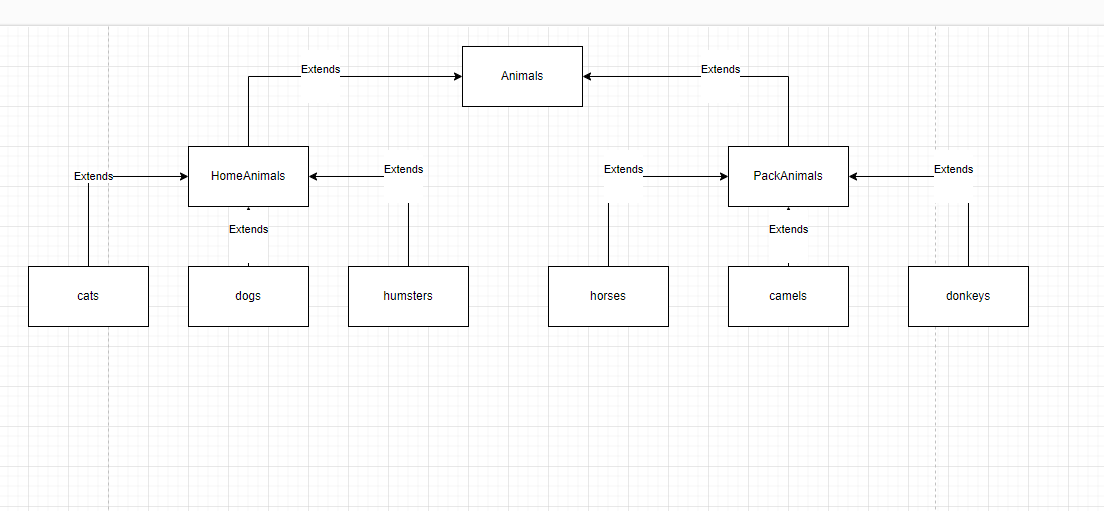 Extends
Animals
Extends
Extends
HomeAnimals
Extends
Extends
PackAnimals
Extends
Extends
Extends
cats
dogs
humsters
horses
camels
donkeys